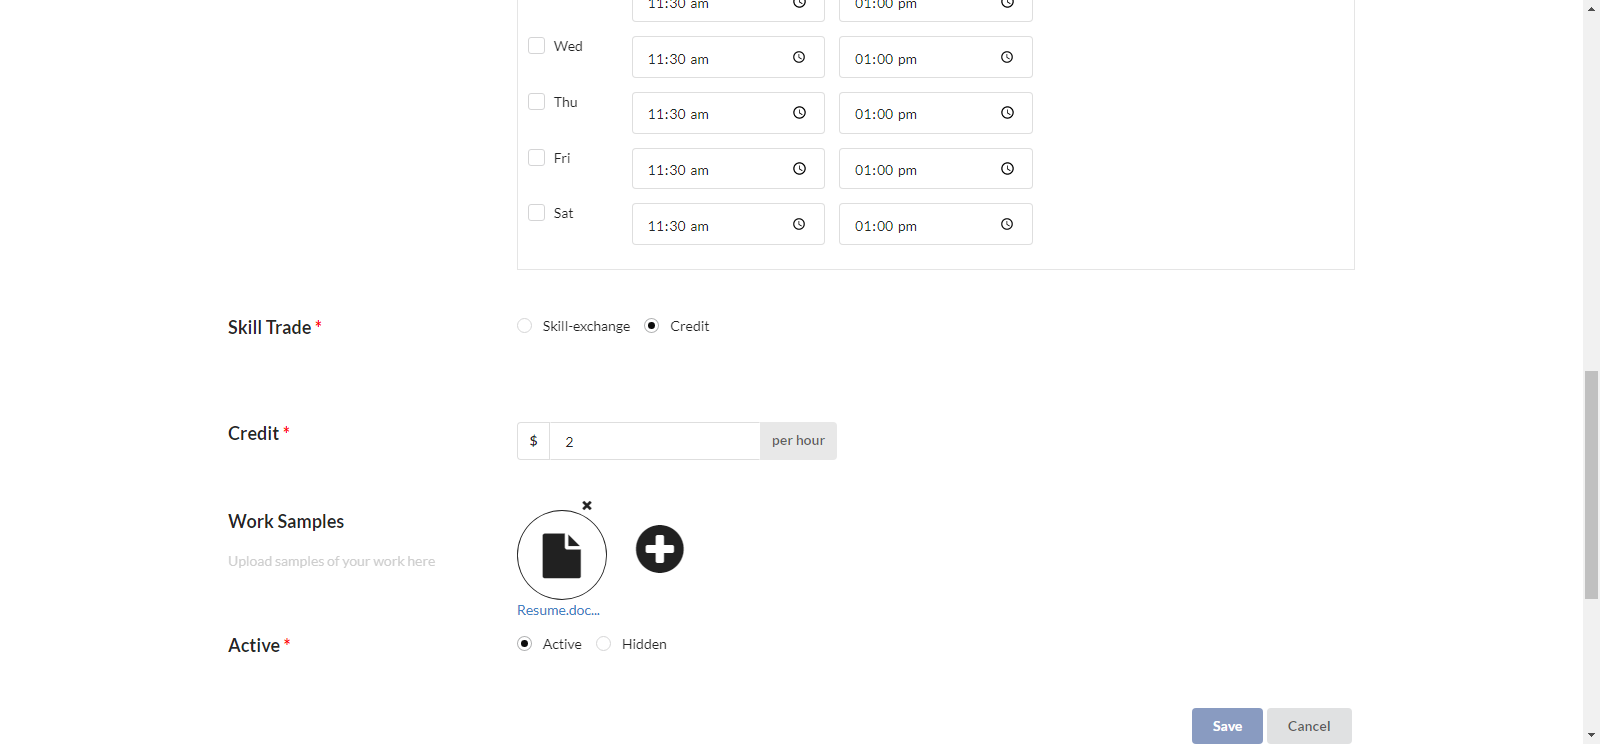 11:30 am 01:00 pm
Wed 11:30 am 01:00 pm
Thu 11:30 am 01:00 pm
Fri 11:30 am 01:00 pm
Sat 11:30 am 01:00 pm
Skill Trade * Skill-exchange Credit
Credit * $ 2 per hour
Work Samples
Upload samples of your work here
Resume.doc...
Active * Active Hidden
Save Cancel